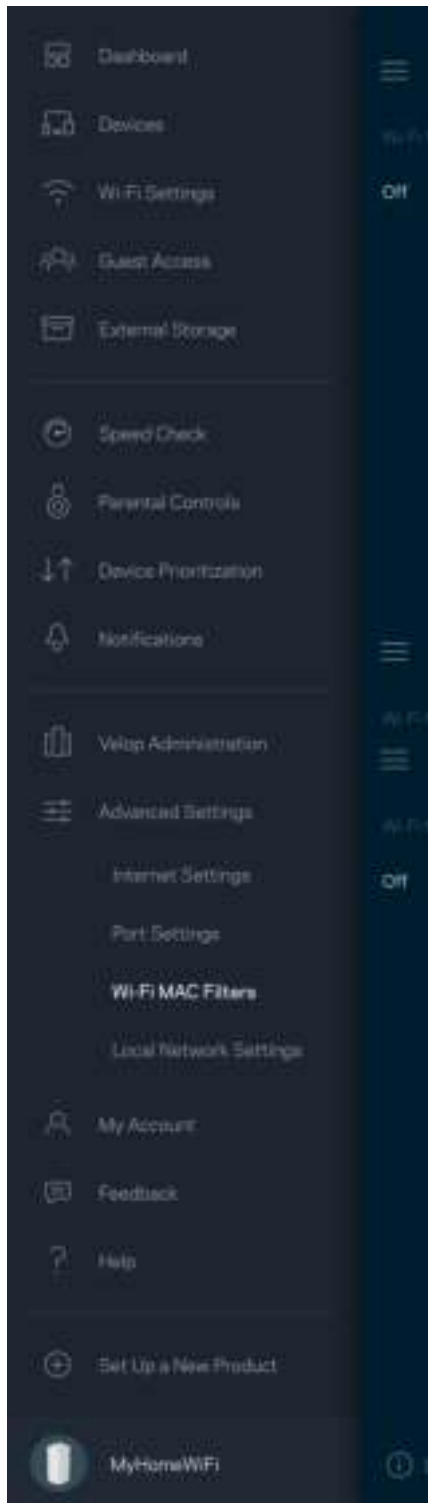 Dashboard
Devices
Wi-Fi Settings
Off
Guest Access
External Storage
Speed Check
Parental Controls
Device Prioritization
Notifications
Velop Administration
Advanced Settings
Internet Settings
Off
Port Settings
Wi-Fi MAC Filters
Local Network Settings
My Account
Feedback
Help
Set Up a New Product
MyHomeWiFi